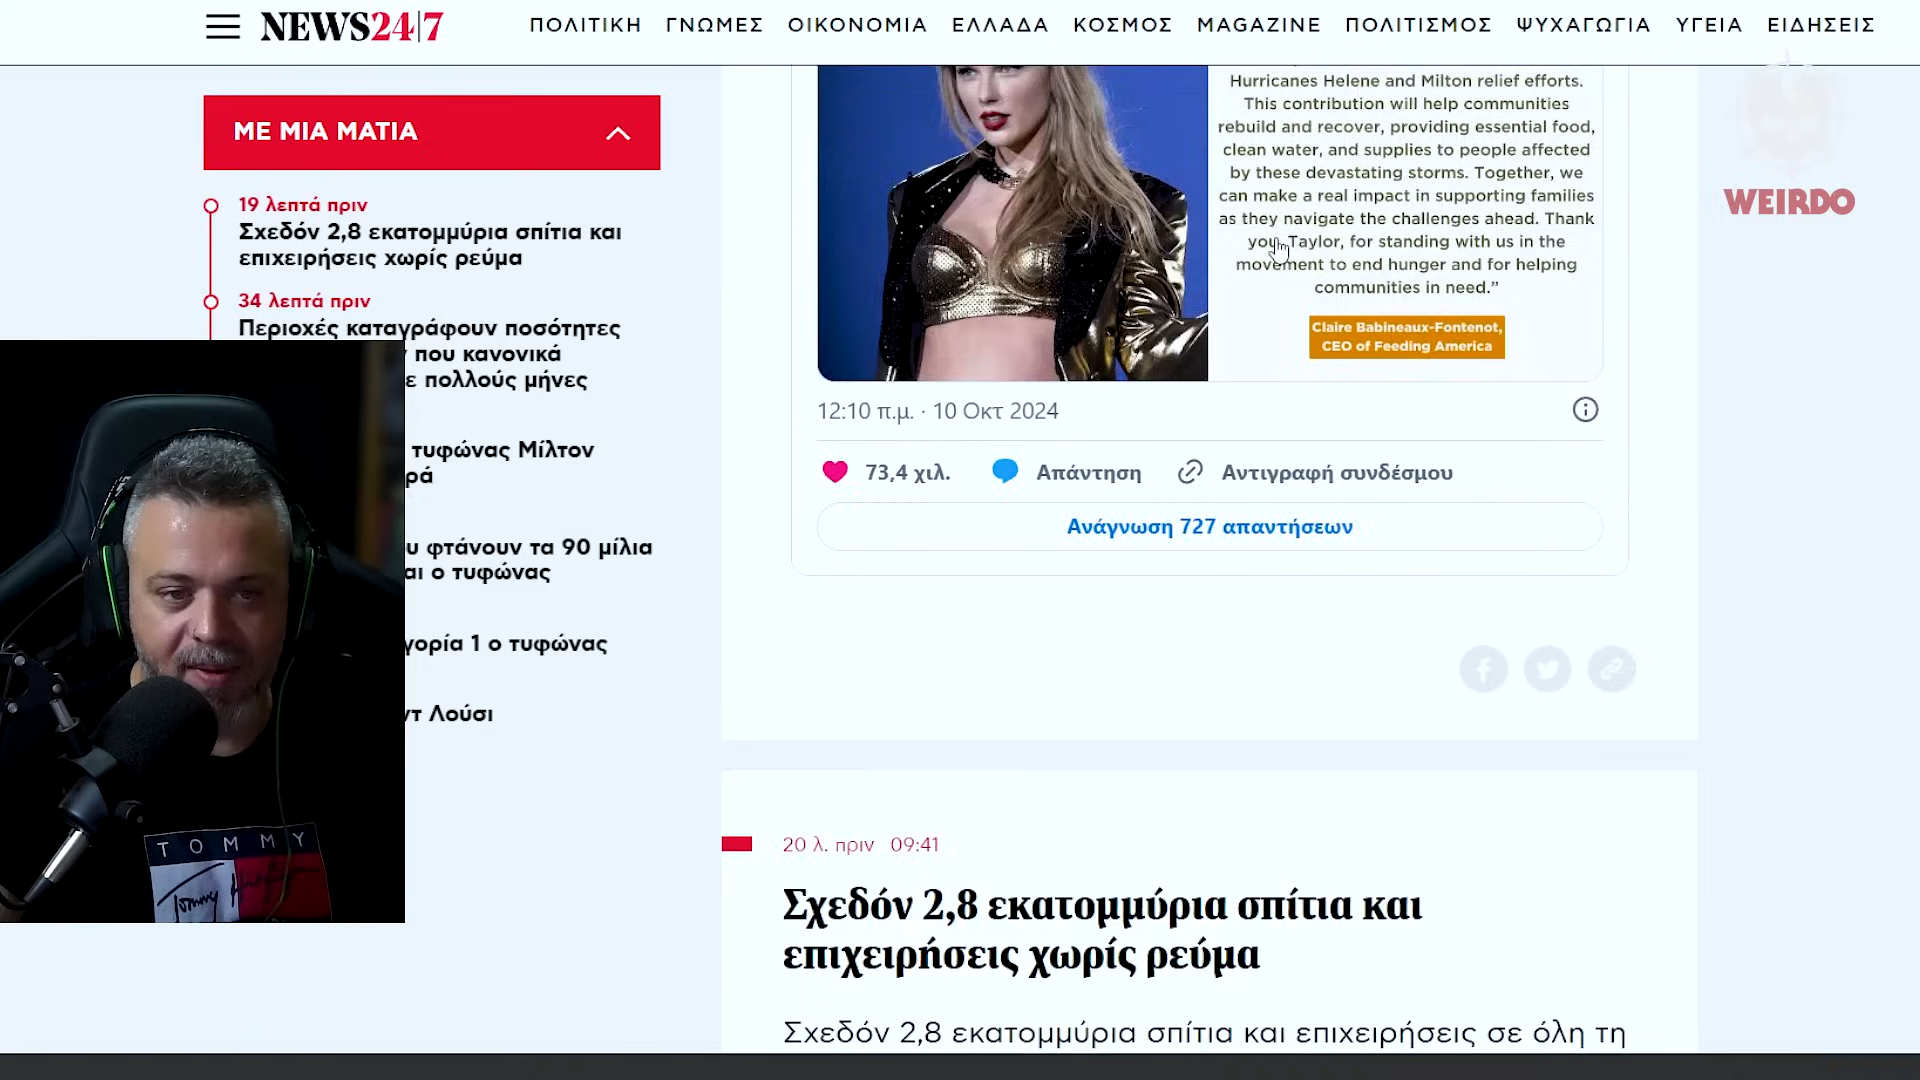 NEWS24|7
ΠΟΛΙΤΙΚΗ ΓΝΩΜΕΣ ΟΙΚΟΝΟΜΙΑ ΕΛΛΑΔΑ ΚΟΣΜΟΣ MAGAZINE ΠΟΛΙΤΙΣΜΟΣ ΨΥΧΑΓΩΓΙΑ ΥΓΕΙΑ ΕΙΔΗΣΕΙΣ
ΜΕ ΜΙΑ ΜΑΤΙΑ
19 λεπτά πριν
Σχεδόν 2,8 εκατομμύρια σπίτια και
επιχειρήσεις χωρίς ρεύμα
34 λεπτά πριν
Περιοχές καταγράφουν ποσότητες
που κανονικά
ε πολλούς μήνες
τυφώνας Μίλτον
ρά
υ φτάνουν τα 90 μίλια
αι ο τυφώνας
γορία 1 ο τυφώνας
ντ Λούσι
Hurricanes Helene and Milton relief efforts.
This contribution will help communities
rebuild and recover, providing essential food,
clean water, and supplies to people affected
by these devastating storms. Together, we
can make a real impact in supporting families
as they navigate the challenges ahead. Thank
you, Taylor, for standing with us in the
movement to end hunger and for helping
communities in need.”
Claire Babineaux-Fontenot,
CEO of Feeding America
12:10 π.μ. · 10 Οκτ 2024
73,4 χιλ. Απάντηση Αντιγραφή συνδέσμου
Ανάγνωση 727 απαντήσεων
20 λ. πριν 09:41
Σχεδόν 2,8 εκατομμύρια σπίτια και
επιχειρήσεις χωρίς ρεύμα
Σχεδόν 2,8 εκατομμύρια σπίτια και επιχειρήσεις σε όλη τη
WEIRDO
TOMMY